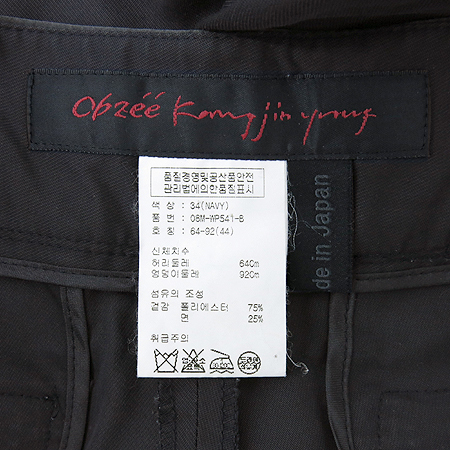 Obzéé Kang jin young
품질경영및공산품안전
관리법에의한품질표시
색 상 : 34(NAVY)
품 번 : 08M-WP541-B
호 칭 : 64-92(44)
신체치수
허리둘레 640m
엉덩이둘레 920m
섬유의 조성
겉감 폴리에스터 75%
면 25%
취급주의
de in Japan